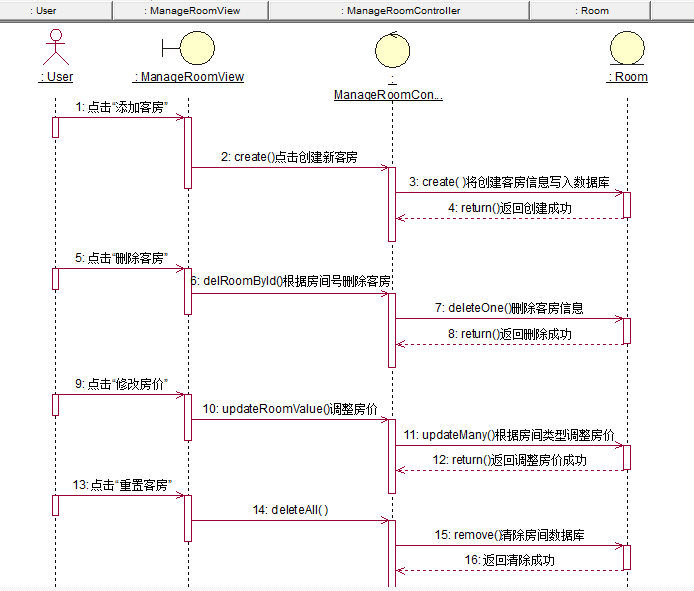 : User
: ManageRoomView
: ManageRoomController
: Room
: User
: ManageRoomView
:
ManageRoomCon...
: Room
1: 点击“添加客房”
2: create()点击创建新客房
3: create( )将创建客房信息写入数据库
4: return()返回创建成功
5: 点击“删除客房”
6: delRoomById()根据房间号删除客房
7: deleteOne()删除客房信息
8: return()返回删除成功
9: 点击“修改房价”
10: updateRoomValue()调整房价
11: updateMany()根据房间类型调整房价
12: return()返回调整房价成功
13: 点击“重置客房”
14: deleteAll( )
15: remove()清除房间数据库
16: 返回清除成功